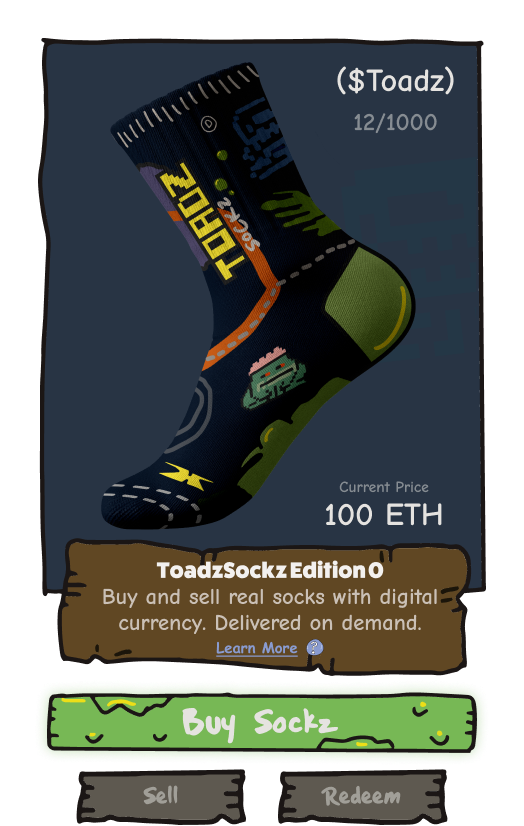 ($Toadz)
12/1000
D
TOADZ
SOCKZ
Current Price
100 ETH
ToadzSockz Edition 0
Buy and sell real socks with digital
currency. Delivered on demand.
Learn More ?
Buy Sockz
Sell
Redeem